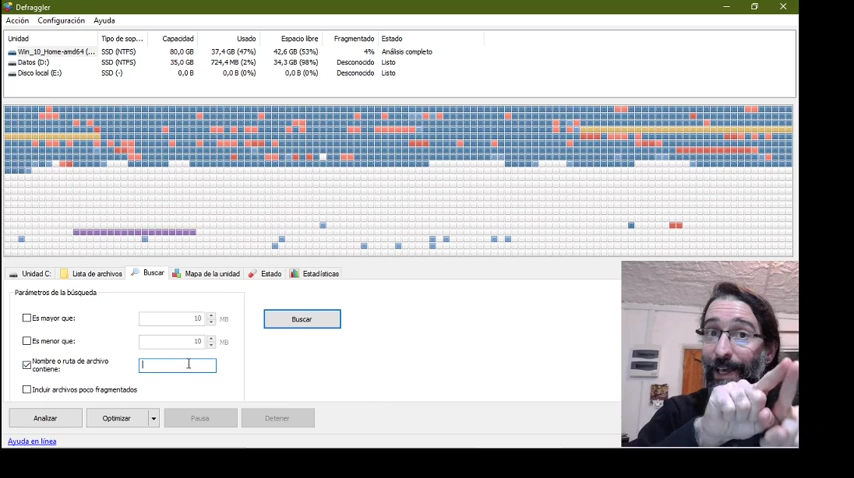 Defraggler
Acción Configuración Ayuda
Unidad Tipo de sop... Capacidad Usado Espacio libre Fragmentado Estado
Win_10_Home-amd64 (... SSD (NTFS) 80,0 GB 37,4 GB (47%) 42,6 GB (53%) 4% Análisis completo
Datos (D:) SSD (NTFS) 35,0 GB 724,4 MB (2%) 34,3 GB (98%) Desconocido Listo
Disco local (E:) SSD (-) 0,0 B 0,0 B (0%) 0,0 B (0%) Desconocido Listo
Unidad C: Lista de archivos Buscar Mapa de la unidad Estado Estadísticas
Parámetros de la búsqueda
Es mayor que: 10 MB
Buscar
Es menor que: 10 MB
Nombre o ruta de archivo
contiene:
Incluir archivos poco fragmentados
Analizar Optimizar Pausa Detener
Ayuda en línea